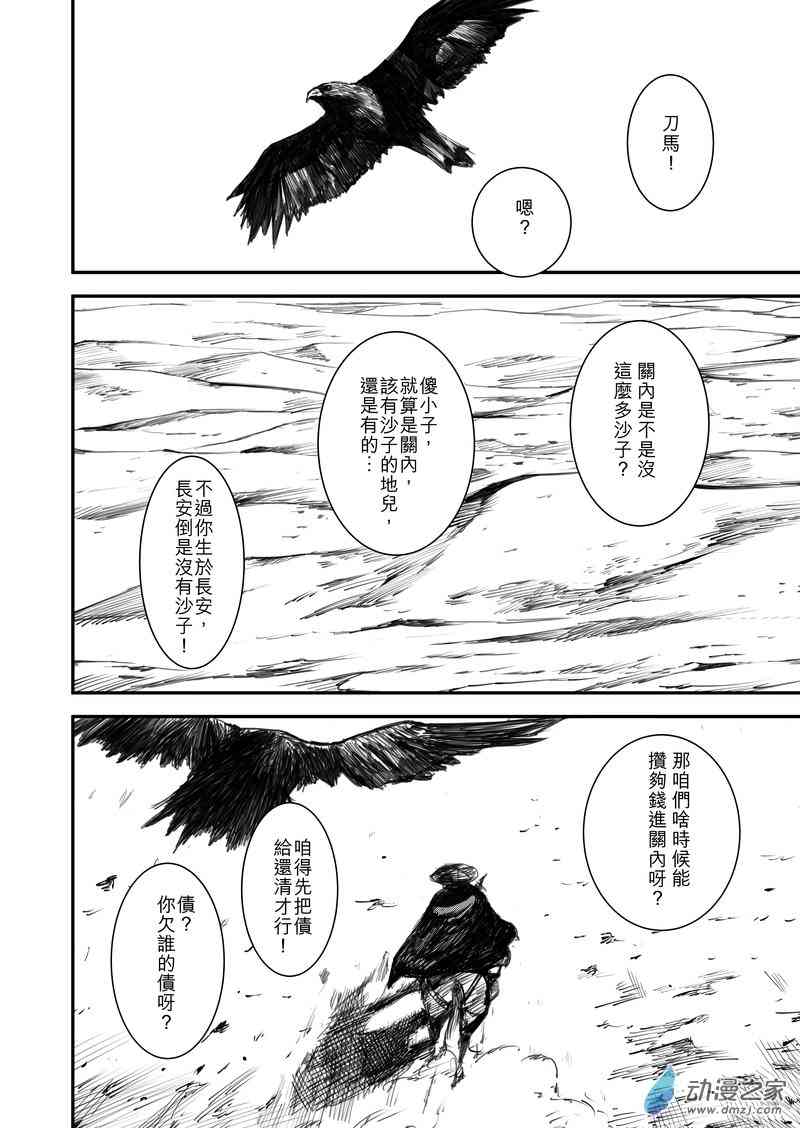 刀馬！
嗯？
關內是不是沒
這麼多沙子？
傻小子，
就算是關內，
該有沙子的地兒，
還是有的…
不過你生於長安，
長安倒是沒有沙子！
那咱們啥時候能
攢夠錢進關內呀？
咱得先把債
給還清才行！
債？
你欠誰的債呀？
动漫之家
www.dmzj.com